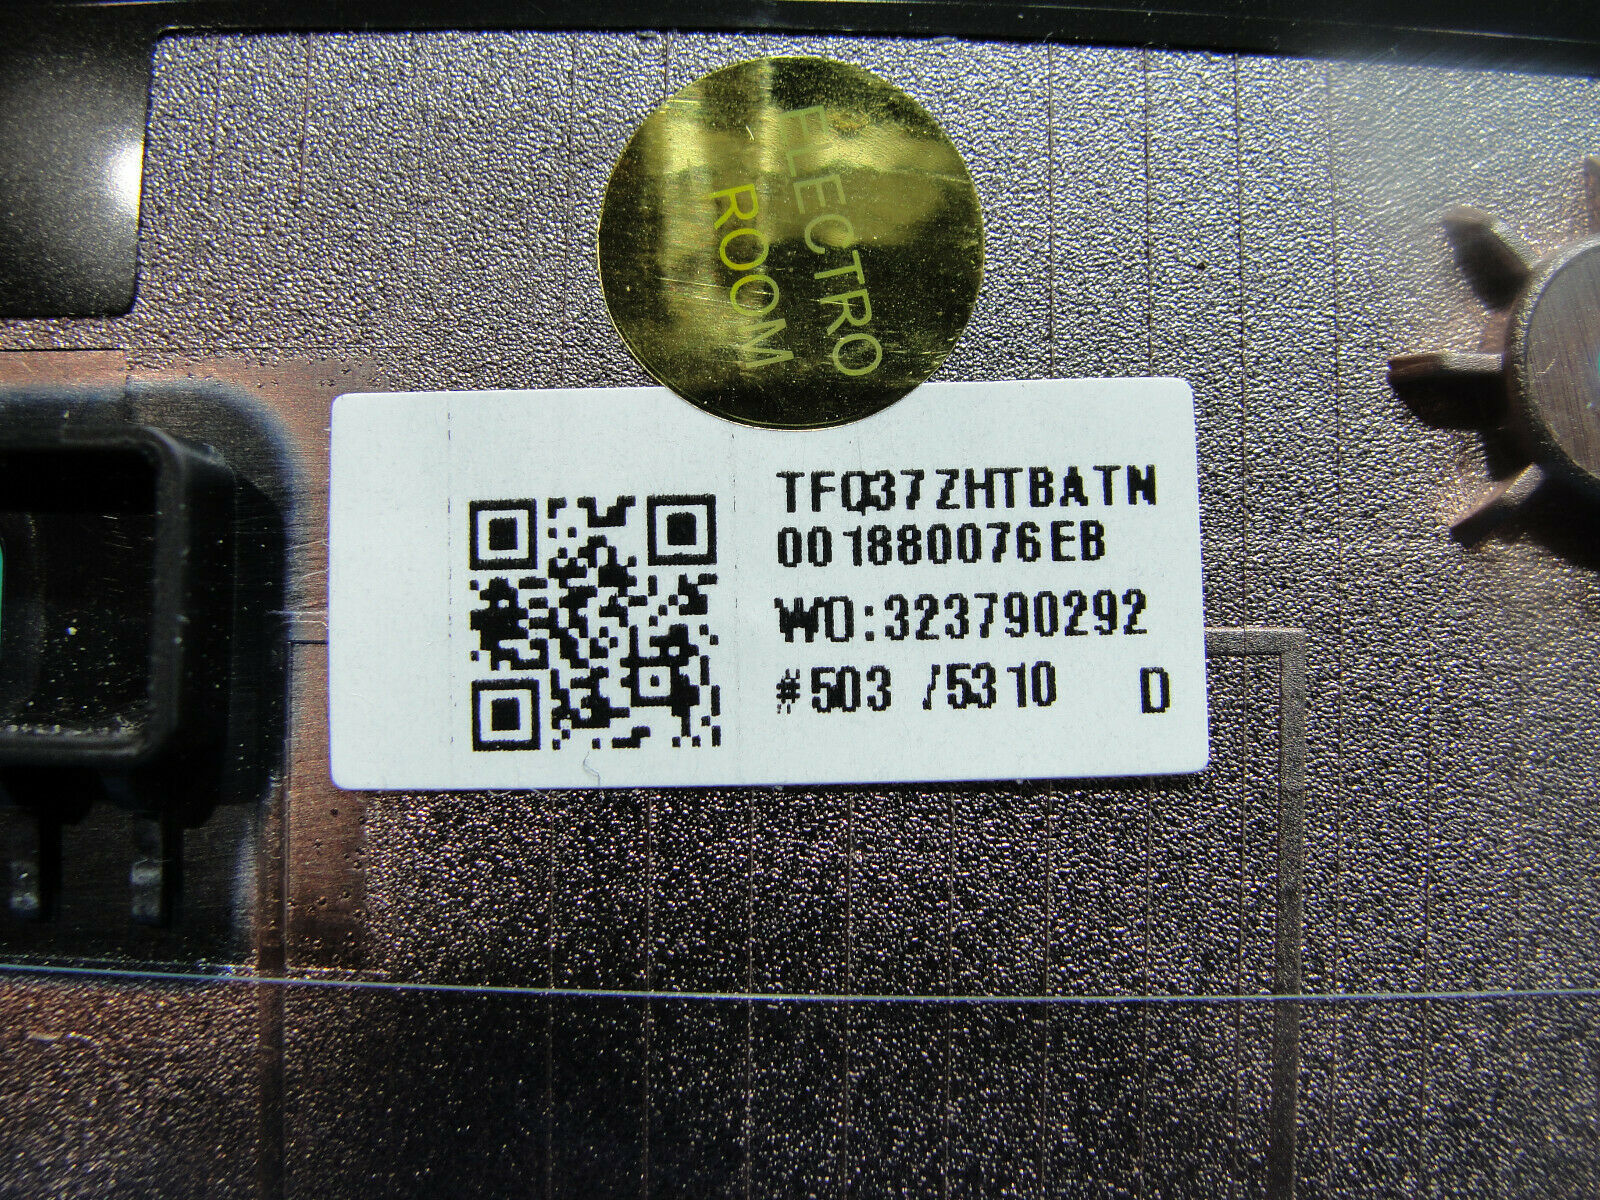 ELECTRO
ROOM
TFQ37ZHTBATN
001880076EB
WO:323790292
#503 /5310 D